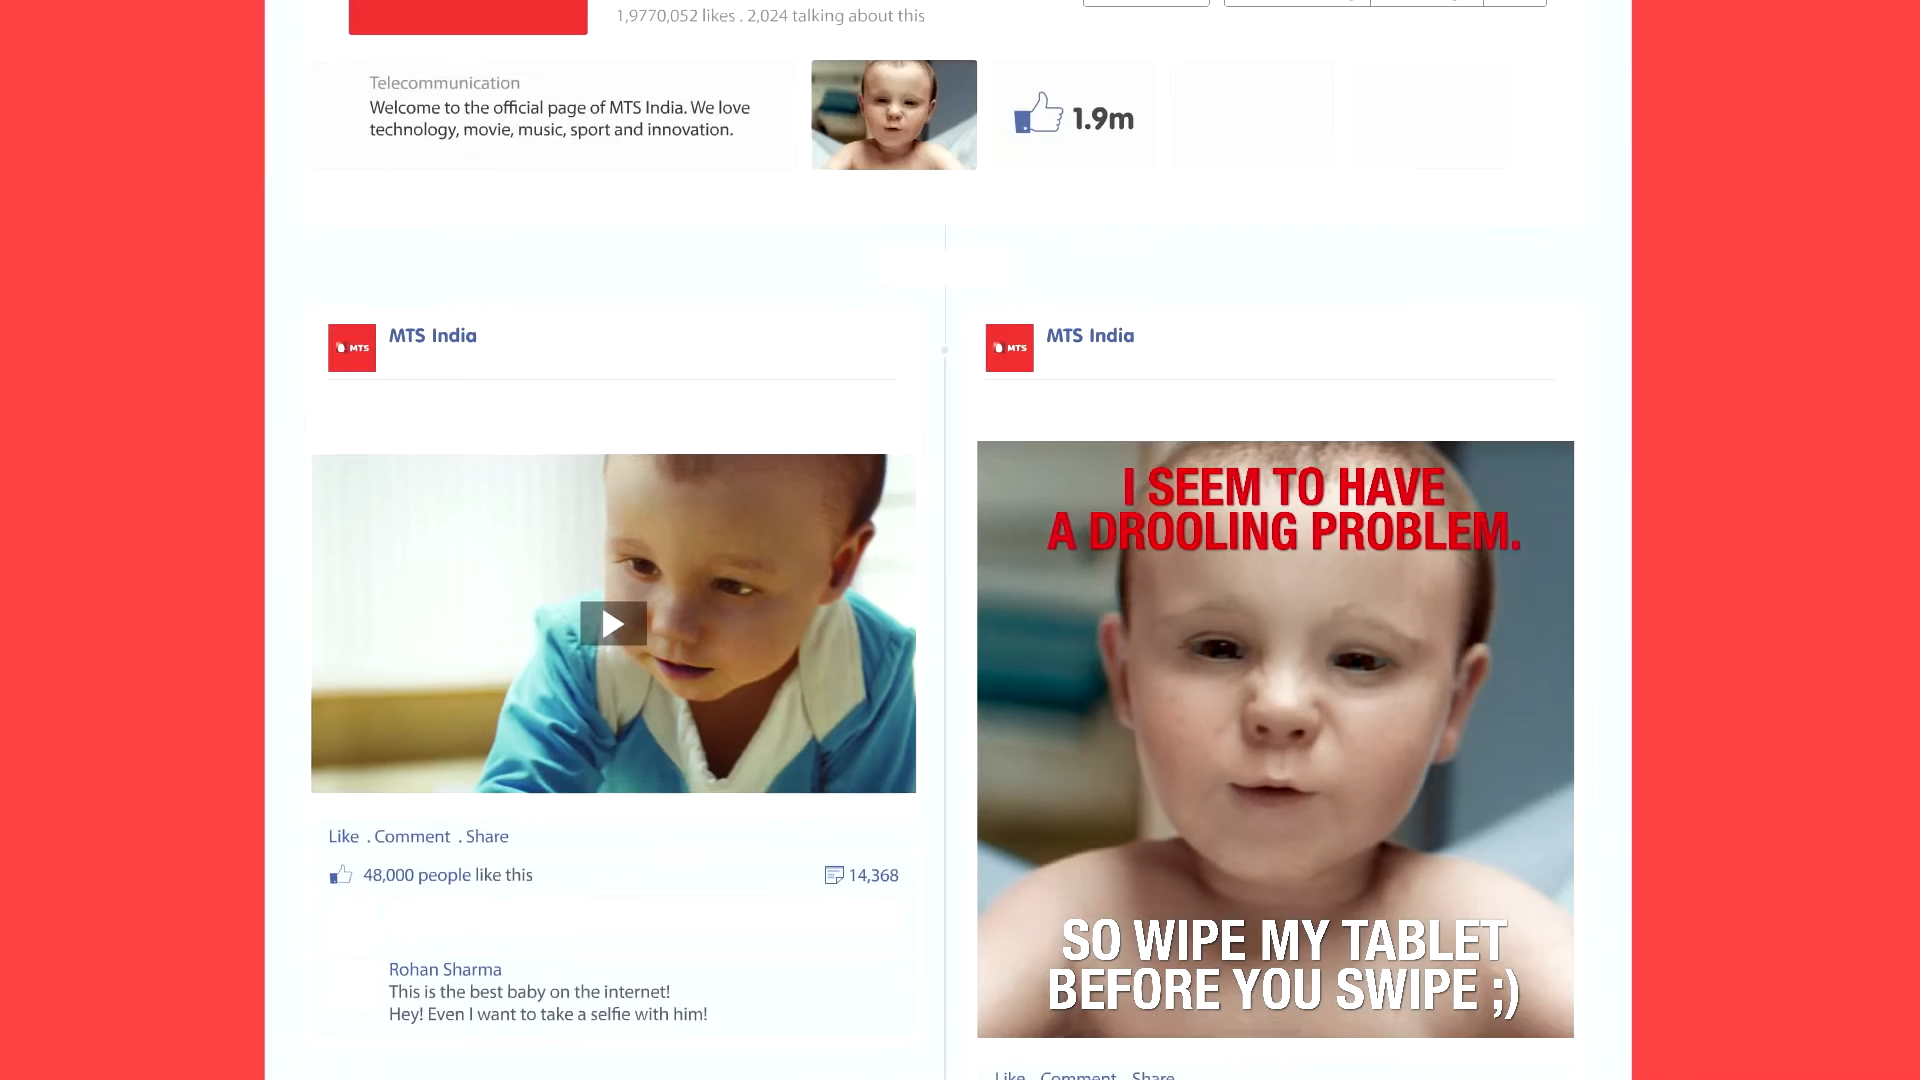 1,9770,052 likes . 2,024 talking about this
Telecommunication
Welcome to the official page of MTS India. We love
technology, movie, music, sport and innovation.
1.9m
MTS India
MTS
Like . Comment . Share
48,000 people like this
14,368
Rohan Sharma
This is the best baby on the internet!
Hey! Even I want to take a selfie with him!
MTS India
MTS
I SEEM TO HAVE
A DROOLING PROBLEM.
SO WIPE MY TABLET
BEFORE YOU SWIPE ;)
Like . Comment . Share